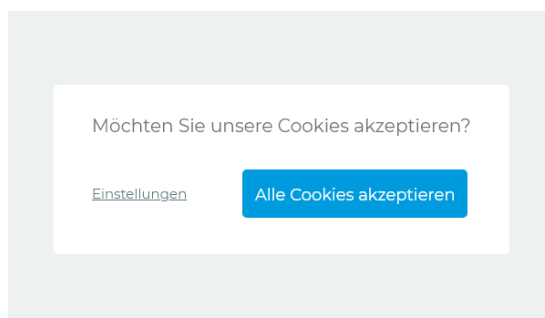 Möchten Sie unsere Cookies akzeptieren?
Einstellungen
Alle Cookies akzeptieren